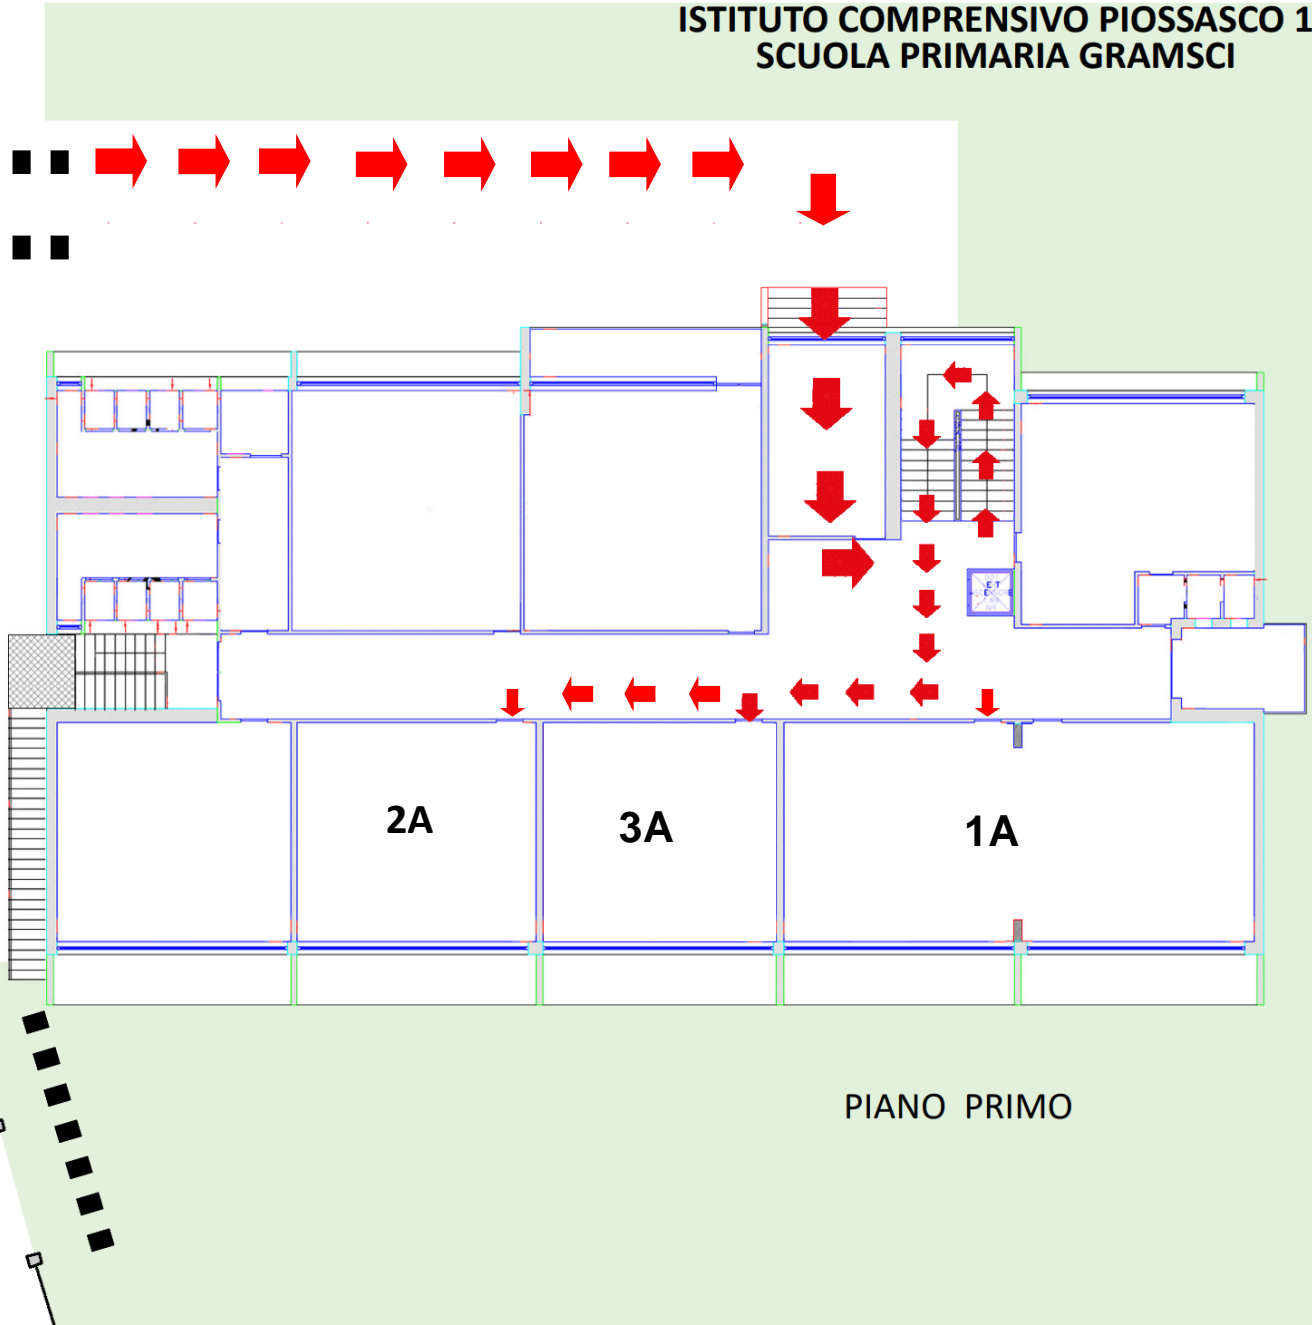 ISTITUTO COMPRENSIVO PIOSSASCO 1
SCUOLA PRIMARIA GRAMSCI
2A
3A
1A
PIANO PRIMO